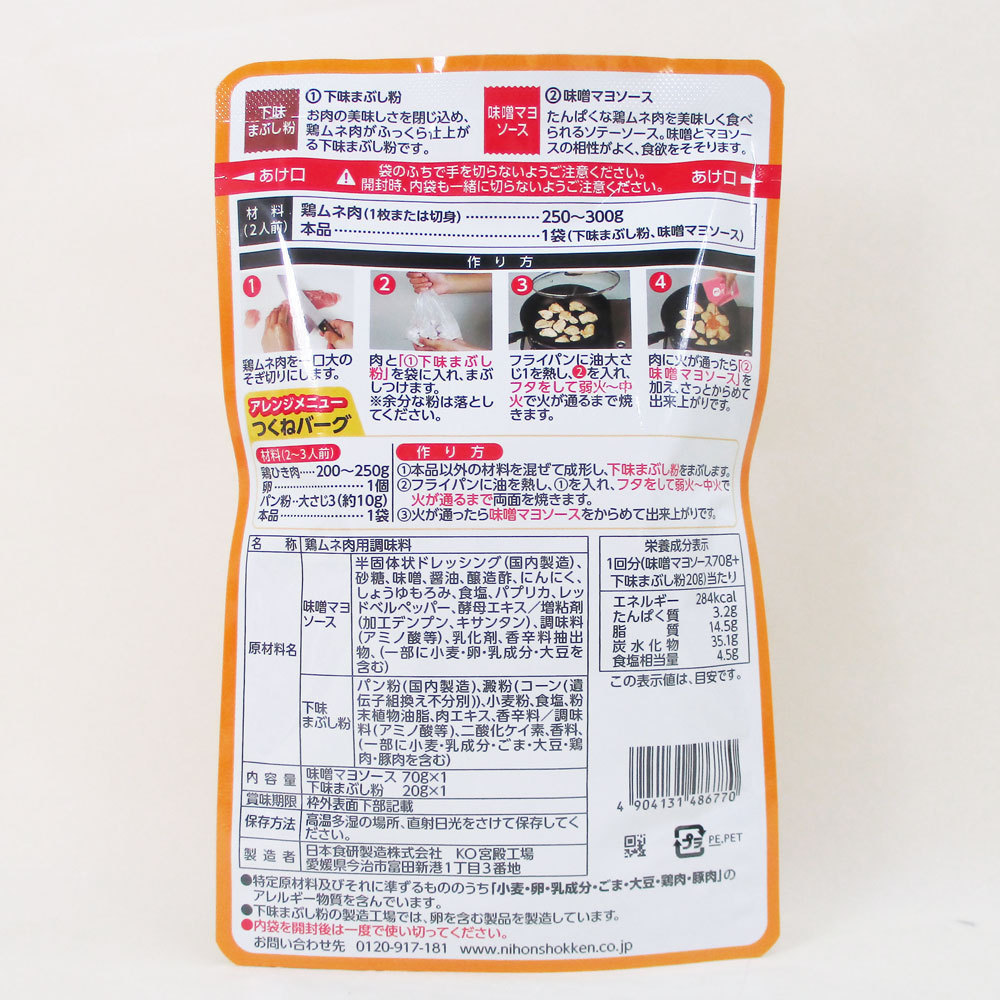 下味
まぶし粉
①下味まぶし粉
お肉の美味しさを閉じ込め、
鶏ムネ肉がふっくら仕上が
る下味まぶし粉です。
味噌マヨ
ソース
②味噌マヨソース
たんぱくな鶏ムネ肉を美味しく食べ
られるソテーソース。味噌とマヨソー
スの相性がよく、食欲をそそります。
あけ口
袋のふちで手を切らないようご注意ください。
開封時、内袋も一緒に切らないようご注意ください。
あけ口
材料
(2人前)
鶏ムネ肉(1枚または切身)‥‥‥‥‥‥250〜300g
本品‥‥‥‥‥‥‥‥‥‥‥‥‥‥1袋(下味まぶし粉、味噌マヨソース)
作り方
1
2
3
4
鶏ムネ肉を一口大の
そぎ切りにします。
肉と「①下味まぶし
粉」を袋に入れ、まぶ
しつけます。
※余分な粉は落とし
てください。
フライパンに油大さ
じ1を熱し、❷を入れ、
フタをして弱火〜中
火で火が通るまで焼
きます。
肉に火が通ったら「②
味噌マヨソース」を
加え、さっとからめて
出来上がりです。
アレンジメニュー
つくねバーグ
材料(2〜3人前)
鶏ひき肉‥‥200〜250g
卵‥‥‥‥‥‥‥‥1個
パン粉‥大さじ3(約10g)
本品‥‥‥‥‥‥‥1袋
作り方
①本品以外の材料を混ぜて成形し、下味まぶし粉をまぶします。
②フライパンに油を熱し、①を入れ、フタをして弱火〜中火で
火が通るまで両面を焼きます。
③火が通ったら味噌マヨソースをからめて出来上がりです。
名称 鶏ムネ肉用調味料
原材料名
味噌マヨ
ソース
半固体状ドレッシング(国内製造)、
砂糖、味噌、醤油、醸造酢、にんにく、
しょうゆもろみ、食塩、パプリカ、レッ
ドベルペッパー、酵母エキス/増粘剤
(加工デンプン、キサンタン)、調味料
(アミノ酸等)、乳化剤、香辛料抽出
物、(一部に小麦・卵・乳成分・大豆を
含む)
下味
まぶし粉
パン粉(国内製造)、澱粉(コーン(遺
伝子組換え不分別))、小麦粉、食塩、粉
末植物油脂、肉エキス、香辛料/調味
料(アミノ酸等)、二酸化ケイ素、香料、
(一部に小麦・乳成分・ごま・大豆・鶏
肉・豚肉を含む)
内容量 味噌マヨソース 70g×1
下味まぶし粉 20g×1
賞味期限 枠外表面下部記載
保存方法 高温多湿の場所、直射日光をさけて保存してく
ださい。
製造者 日本食研製造株式会社 KO宮殿工場
愛媛県今治市富田新港1丁目3番地
栄養成分表示
1回分(味噌マヨソース70g+
下味まぶし粉20g)当たり
エネルギー 284kcal
たんぱく質 3.2g
脂質 14.5g
炭水化物 35.1g
食塩相当量 4.5g
この表示値は、目安です。
4 904131 486770
プラ
PE,PET
●特定原材料及びそれに準ずるもののうち「小麦・卵・乳成分・ごま・大豆・鶏肉・豚肉」の
アレルギー物質を含んでいます。
●下味まぶし粉の製造工場では、卵を含む製品を製造しています。
●内袋を開封後は一度で使い切ってください。
お問い合わせ先 0120-917-181 www.nihonshokken.co.jp